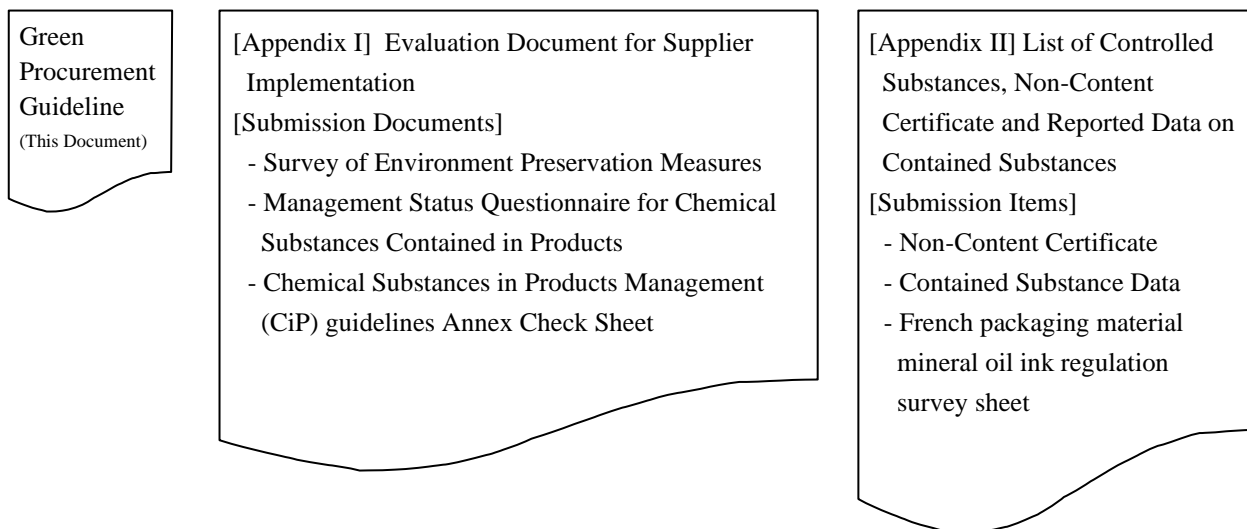 Green
Procurement
Guideline
(This Document)
[Appendix I]  Evaluation Document for Supplier
Implementation
[Submission Documents]
- Survey of Environment Preservation Measures
- Management Status Questionnaire for Chemical
Substances Contained in Products
- Chemical Substances in Products Management
(CiP) guidelines Annex Check Sheet
[Appendix II] List of Controlled
Substances, Non-Content
Certificate and Reported Data on
Contained Substances
[Submission Items]
- Non-Content Certificate
- Contained Substance Data
- French packaging material
mineral oil ink regulation
survey sheet